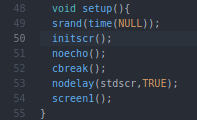 48 void setup(){
49 srand(time(NULL));
50 initscr();
51 noecho();
52 cbreak();
53 nodelay(stdscr,TRUE);
54 screen1();
55 }